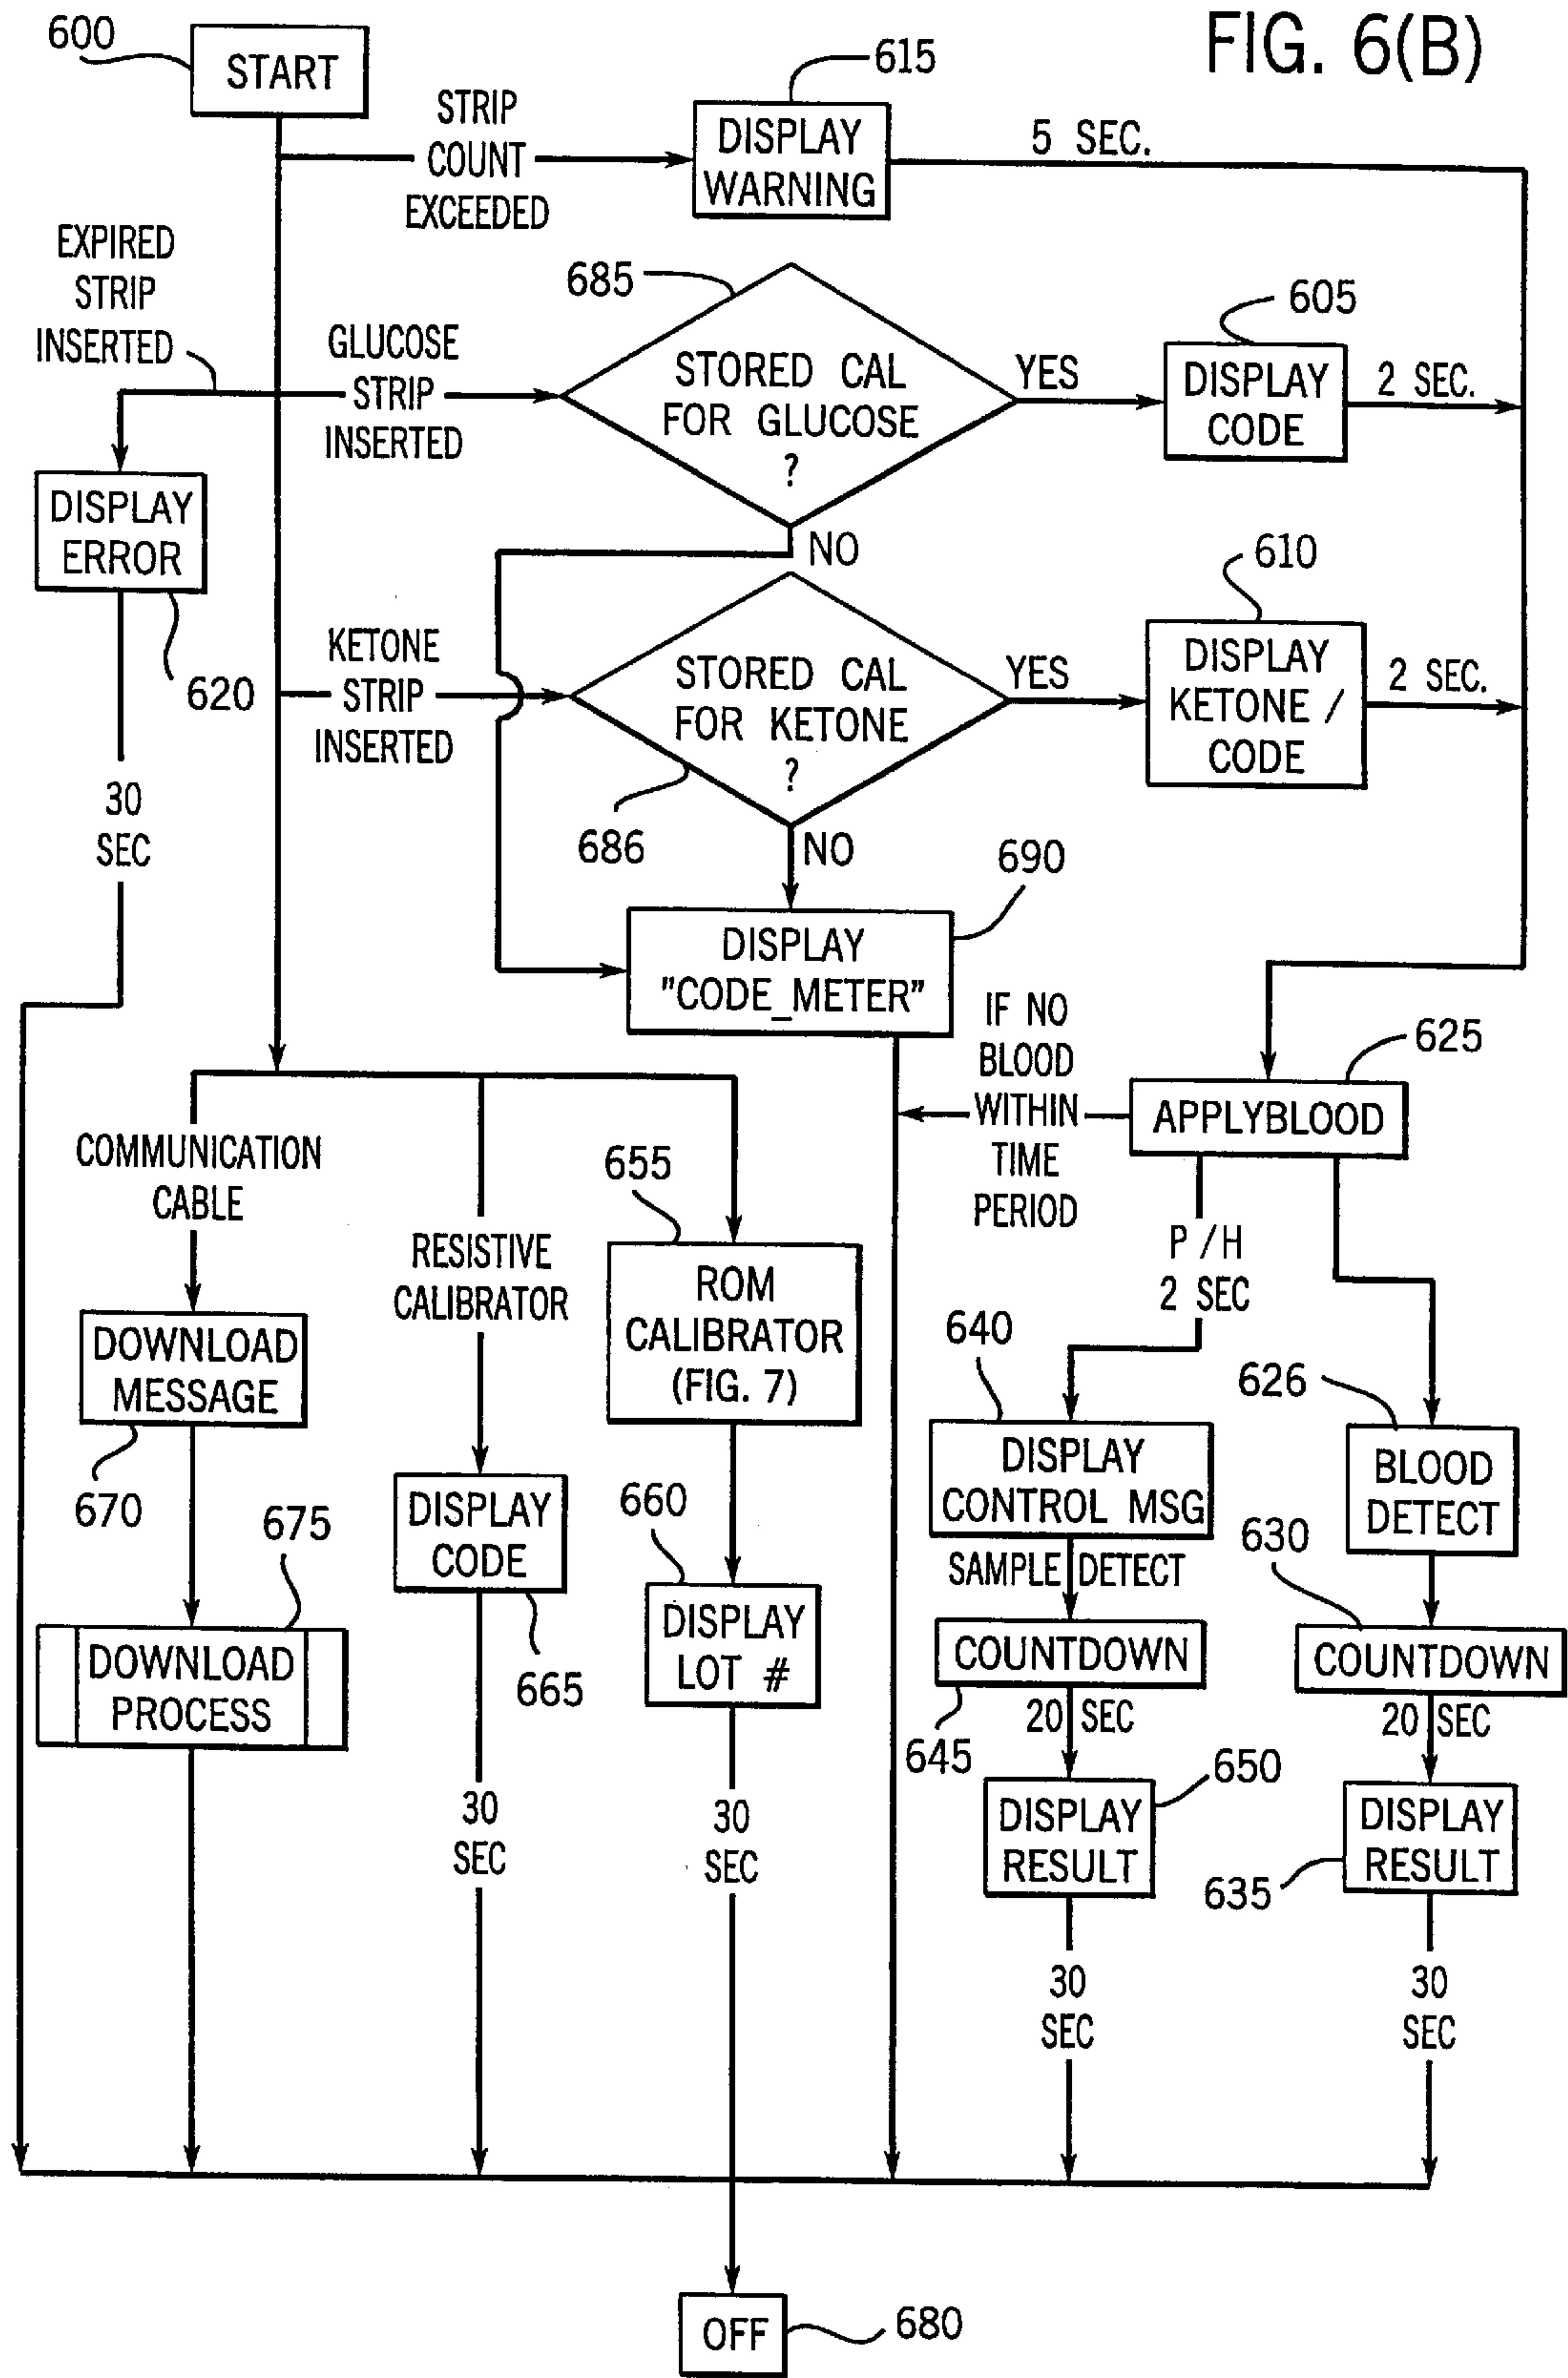 FIG. 6(B)
600
START
615
STRIP
COUNT
EXCEEDED
DISPLAY
WARNING
5 SEC.
EXPIRED
STRIP
INSERTED
685
605
GLUCOSE
STRIP
INSERTED
STORED CAL
FOR GLUCOSE
?
YES
DISPLAY
CODE
2 SEC.
DISPLAY
ERROR
620
NO
610
KETONE
STRIP
INSERTED
STORED CAL
FOR KETONE
?
YES
DISPLAY
KETONE /
CODE
2 SEC.
30
SEC
686
NO
690
DISPLAY
"CODE_METER"
IF NO
BLOOD
WITHIN
TIME
PERIOD
625
APPLYBLOOD
COMMUNICATION
CABLE
RESISTIVE
CALIBRATOR
655
ROM
CALIBRATOR
(FIG. 7)
P /H
2 SEC
640
626
DOWNLOAD
MESSAGE
670
675
DISPLAY
CODE
665
660
DISPLAY
LOT #
DISPLAY
CONTROL MSG
SAMPLE DETECT
BLOOD
DETECT
630
DOWNLOAD
PROCESS
COUNTDOWN
645
20 SEC
COUNTDOWN
20 SEC
650
DISPLAY
RESULT
DISPLAY
RESULT
635
30
SEC
30
SEC
30
SEC
30
SEC
OFF
680